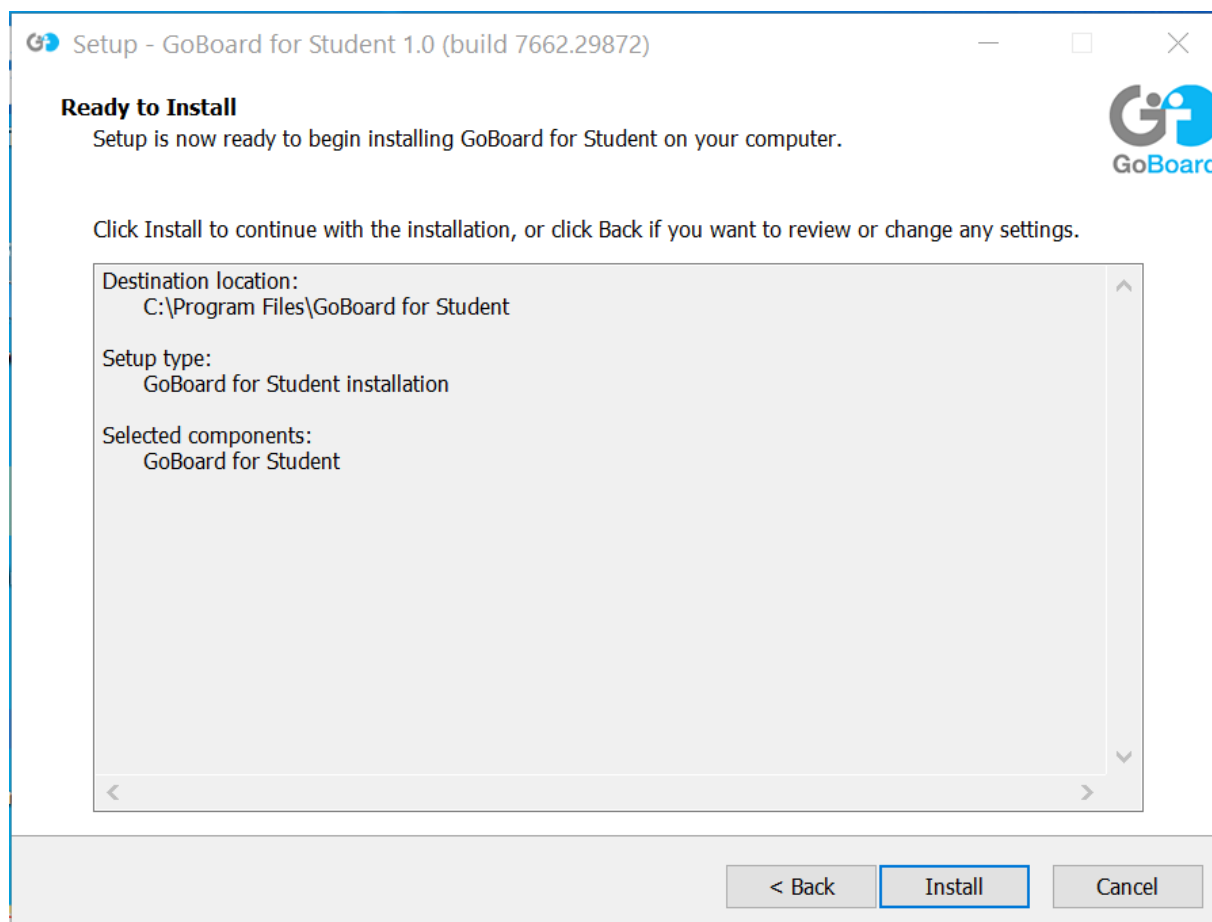 Setup - GoBoard for Student 1.0 (build 7662.29872)
Ready to Install
Setup is now ready to begin installing GoBoard for Student on your computer.
GoBoard
Click Install to continue with the installation, or click Back if you want to review or change any settings.
Destination location:
C:\Program Files\GoBoard for Student
Setup type:
GoBoard for Student installation
Selected components:
GoBoard for Student
< Back
Install
Cancel